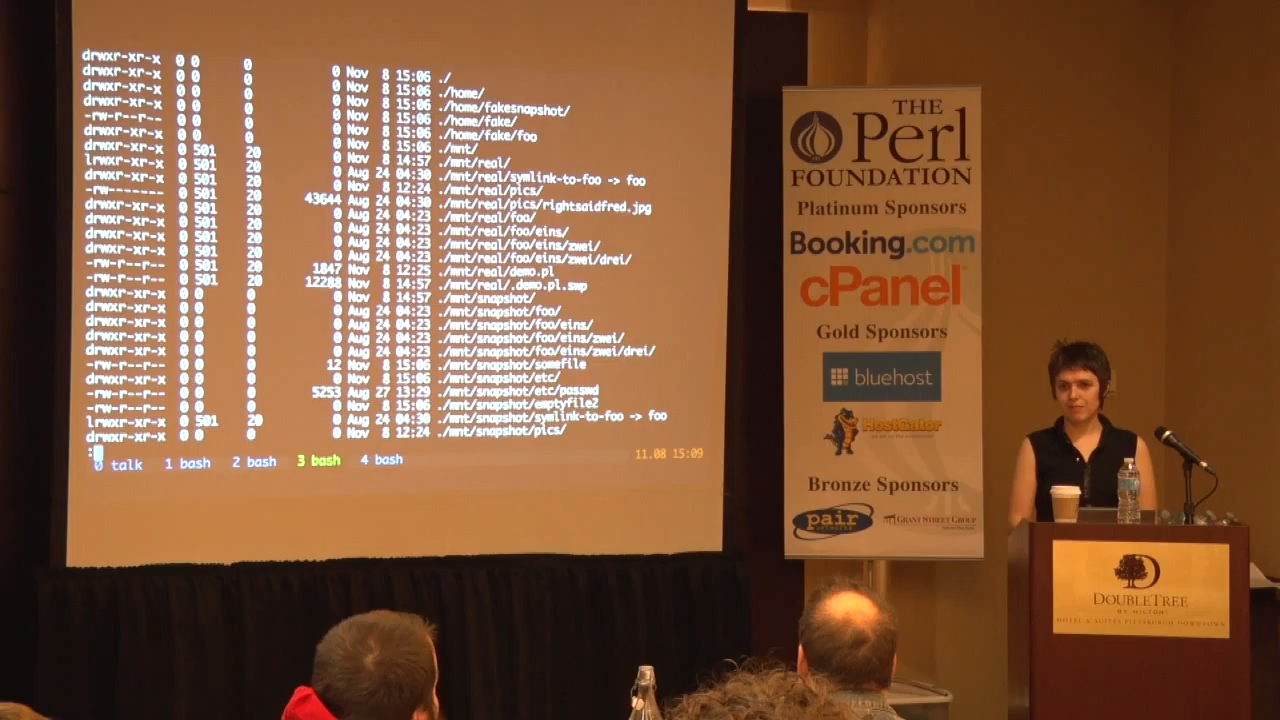 drwxr-xr-x 0 0 0 0 Nov 8 15:06 ./
drwxr-xr-x 0 0 0 0 Nov 8 15:06 ./home/
drwxr-xr-x 0 0 0 0 Nov 8 15:06 ./home/fakesnapshot/
drwxr-xr-x 0 0 0 0 Nov 8 15:06 ./home/fake/
-rw-r--r-- 0 0 0 0 Nov 8 15:06 ./home/fake/foo
drwxr-xr-x 0 0 0 0 Nov 8 15:06 ./mnt/
drwxr-xr-x 0 501 20 0 Nov 8 14:57 ./mnt/real/
lrwxr-xr-x 0 501 20 0 Aug 24 04:30 ./mnt/real/symlink-to-foo -> foo
drwxr-xr-x 0 501 20 0 Nov 8 12:24 ./mnt/real/pics/
-rw------- 0 501 20 43644 Aug 24 04:30 ./mnt/real/pics/rightsaidfred.jpg
drwxr-xr-x 0 501 20 0 Aug 24 04:23 ./mnt/real/foo/
drwxr-xr-x 0 501 20 0 Aug 24 04:23 ./mnt/real/foo/eins/
drwxr-xr-x 0 501 20 0 Aug 24 04:23 ./mnt/real/foo/eins/zwei/
drwxr-xr-x 0 501 20 0 Aug 24 04:23 ./mnt/real/foo/eins/zwei/drei/
-rw-r--r-- 0 501 20 1847 Nov 8 12:25 ./mnt/real/demo.pl
-rw-r--r-- 0 501 20 12288 Nov 8 14:57 ./mnt/real/.demo.pl.swp
drwxr-xr-x 0 0 0 0 Nov 8 14:57 ./mnt/snapshot/
drwxr-xr-x 0 0 0 0 Aug 24 04:23 ./mnt/snapshot/foo/
drwxr-xr-x 0 0 0 0 Aug 24 04:23 ./mnt/snapshot/foo/eins/
drwxr-xr-x 0 0 0 0 Aug 24 04:23 ./mnt/snapshot/foo/eins/zwei/
drwxr-xr-x 0 0 0 0 Aug 24 04:23 ./mnt/snapshot/foo/eins/zwei/drei/
-rw-r--r-- 0 0 0 12 Nov 8 15:06 ./mnt/snapshot/somefile
drwxr-xr-x 0 0 0 0 Nov 8 15:06 ./mnt/snapshot/etc/
-rw-r--r-- 0 0 0 5253 Aug 27 13:29 ./mnt/snapshot/etc/passwd
-rw-r--r-- 0 0 0 0 Nov 8 15:06 ./mnt/snapshot/emptyfile2
lrwxr-xr-x 0 501 20 0 Aug 24 04:30 ./mnt/snapshot/symlink-to-foo -> foo
drwxr-xr-x 0 0 0 0 Nov 8 12:24 ./mnt/snapshot/pics/
:
0 talk 1 bash 2 bash 3 bash 4 bash 11.08 15:09
THE
Perl
FOUNDATION
Platinum Sponsors
Booking.com
cPanel
Gold Sponsors
bluehost
HostGator
Bronze Sponsors
pair
NETWORKS
GRANT STREET GROUP
DOUBLETREE
BY HILTON
HOTEL & SUITES PITTSBURGH DOWNTOWN